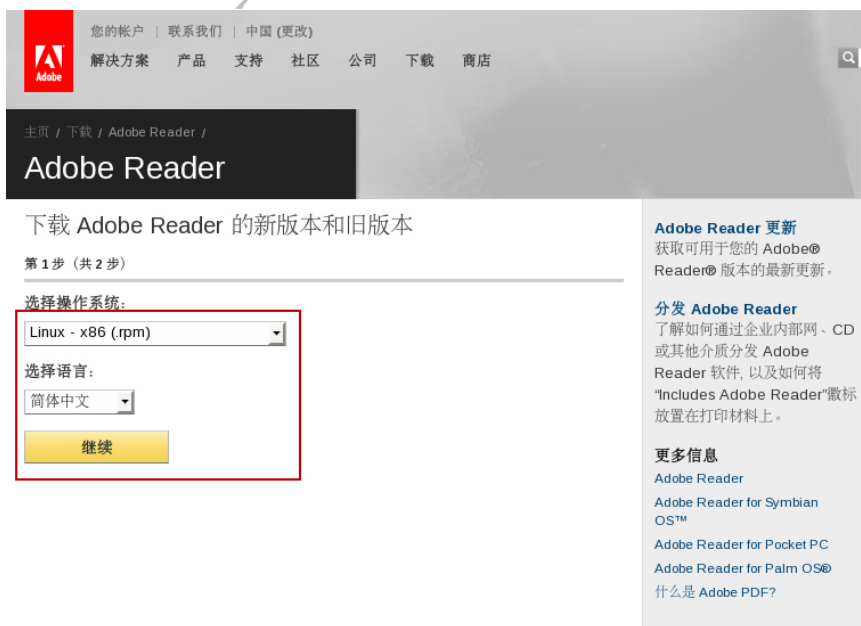 您的帐户 | 联系我们 | 中国 (更改)
Adobe
解决方案 产品 支持 社区 公司 下载 商店
主页 / 下载 / Adobe Reader /
Adobe Reader
下载 Adobe Reader 的新版本和旧版本
第 1 步（共 2 步）
选择操作系统:
Linux - x86 (.rpm)
选择语言:
简体中文
继续
Adobe Reader 更新
获取可用于您的 Adobe®
Reader® 版本的最新更新。
分发 Adobe Reader
了解如何通过企业内部网、CD
或其他介质分发 Adobe
Reader 软件, 以及如何将
“Includes Adobe Reader”徽标
放置在打印材料上。
更多信息
Adobe Reader
Adobe Reader for Symbian
OS™
Adobe Reader for Pocket PC
Adobe Reader for Palm OS®
什么是 Adobe PDF?